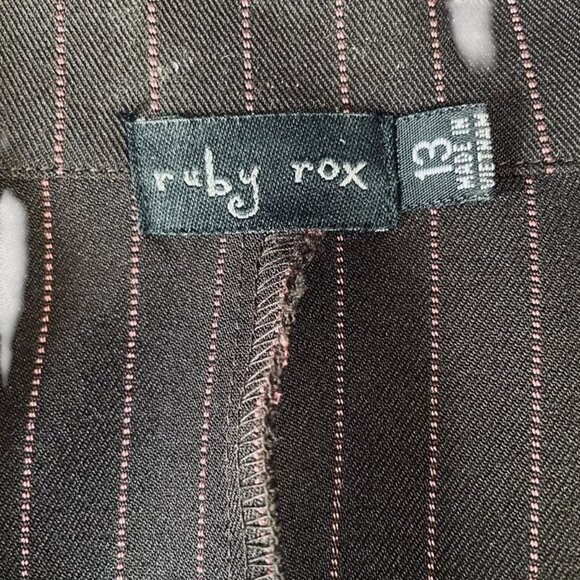 ruby rox
13
MADE IN
VIETNAM